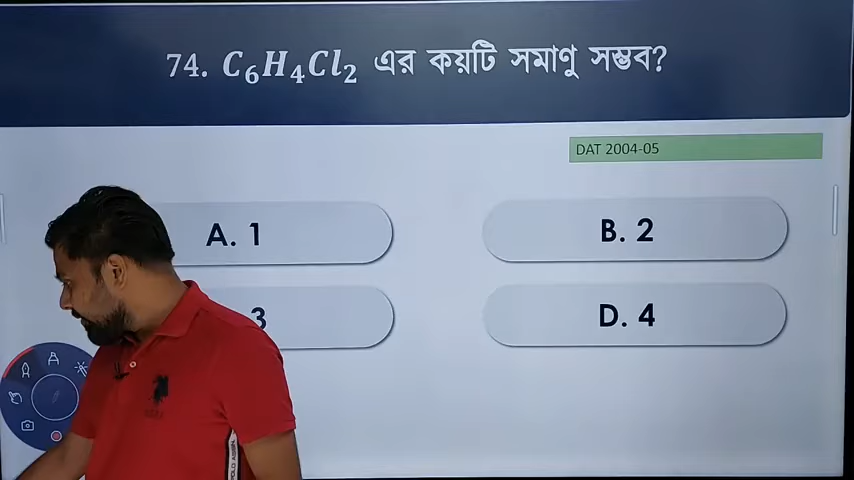 74. C₆H₄Cl₂ এর কয়টি সমাণু সম্ভব?
DAT 2004-05
A. 1
B. 2
3
D. 4